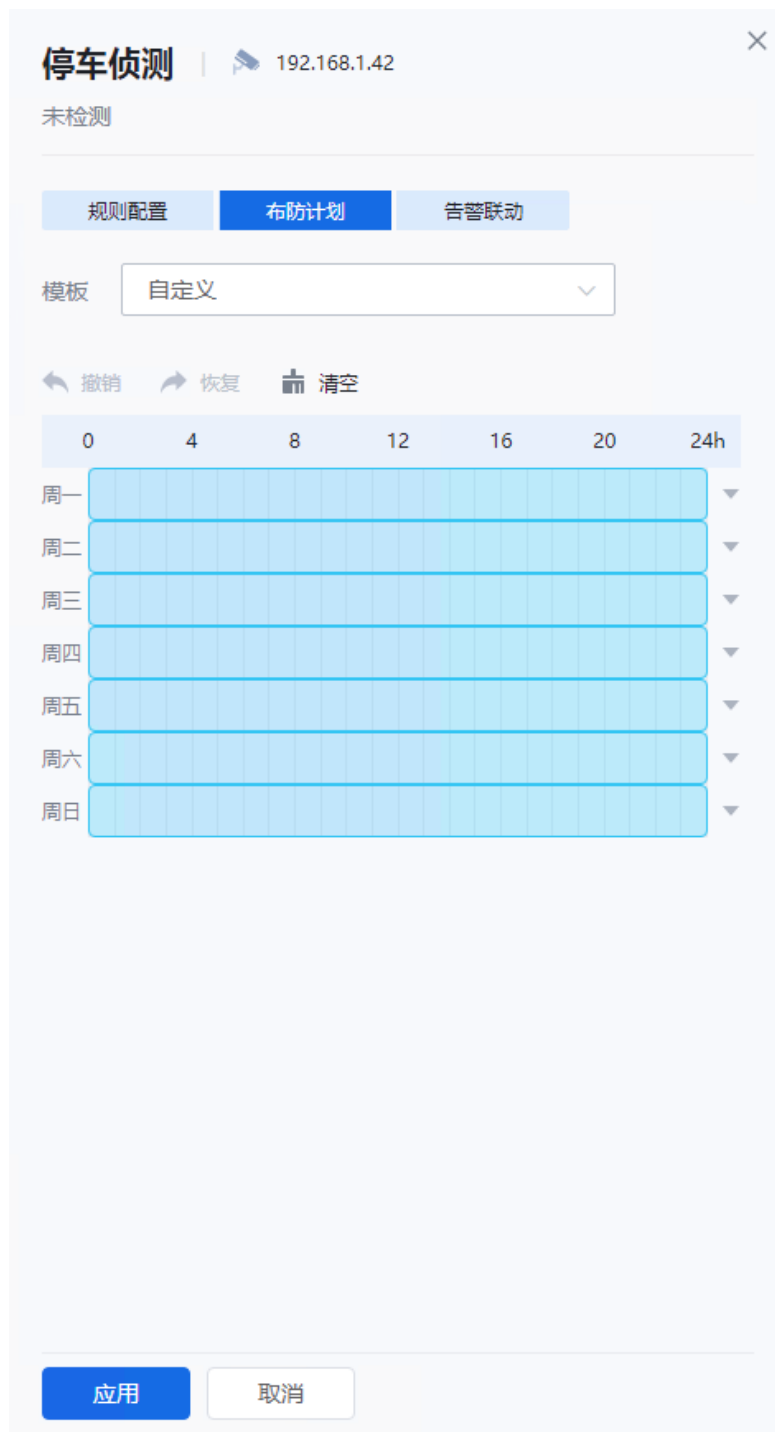 停车侦测 192.168.1.42
未检测
规则配置 布防计划 告警联动
模板 自定义
撤销 恢复 清空
0 4 8 12 16 20 24h
周一
周二
周三
周四
周五
周六
周日
应用 取消